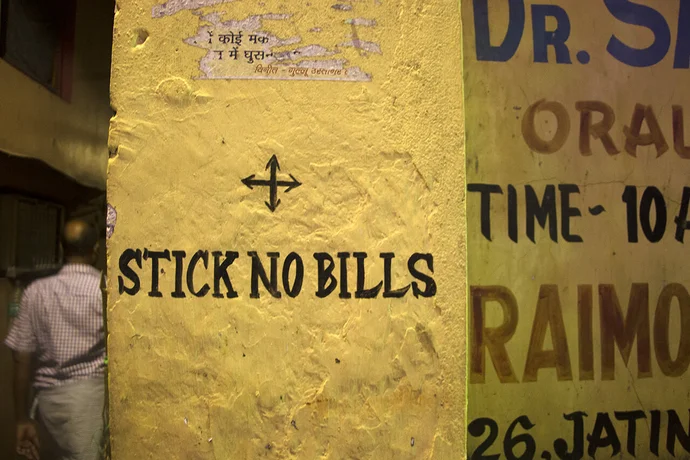 कोई मक
में घुस
STICK NO BILLS
DR. S
ORAL
TIME- 10 A
RAIMO
26, JATIN